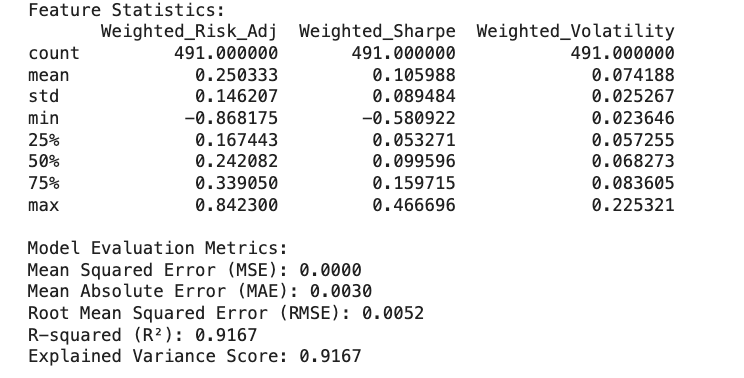 Feature Statistics:
Weighted_Risk_Adj Weighted_Sharpe Weighted_Volatility
count 491.000000 491.000000 491.000000
mean 0.250333 0.105988 0.074188
std 0.146207 0.089484 0.025267
min −0.868175 −0.580922 0.023646
25% 0.167443 0.053271 0.057255
50% 0.242082 0.099596 0.068273
75% 0.339050 0.159715 0.083605
max 0.842300 0.466696 0.225321
Model Evaluation Metrics:
Mean Squared Error (MSE): 0.0000
Mean Absolute Error (MAE): 0.0030
Root Mean Squared Error (RMSE): 0.0052
R-squared (R²): 0.9167
Explained Variance Score: 0.9167